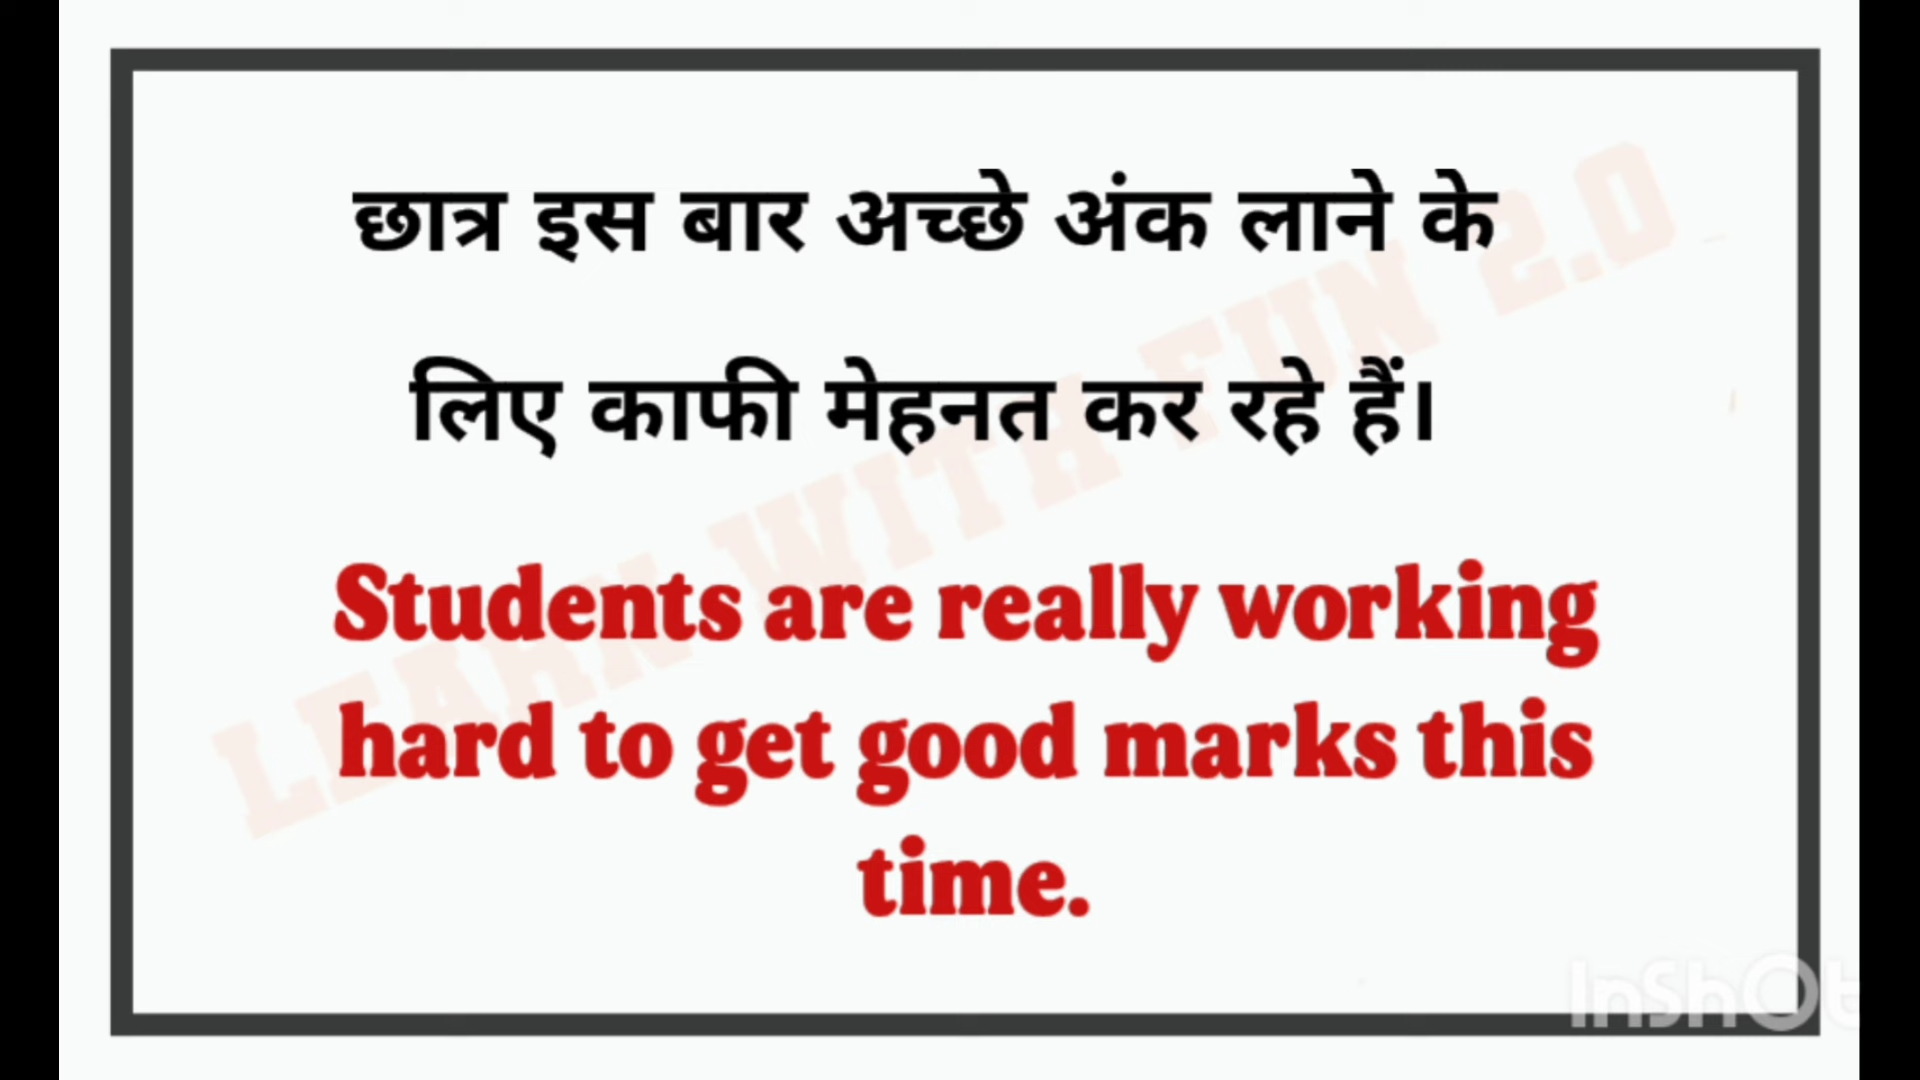 छात्र इस बार अच्छे अंक लाने के
लिए काफी मेहनत कर रहे हैं।
Students are really working
hard to get good marks this
time.
LEARN WITH FUN 2.0
InShOt